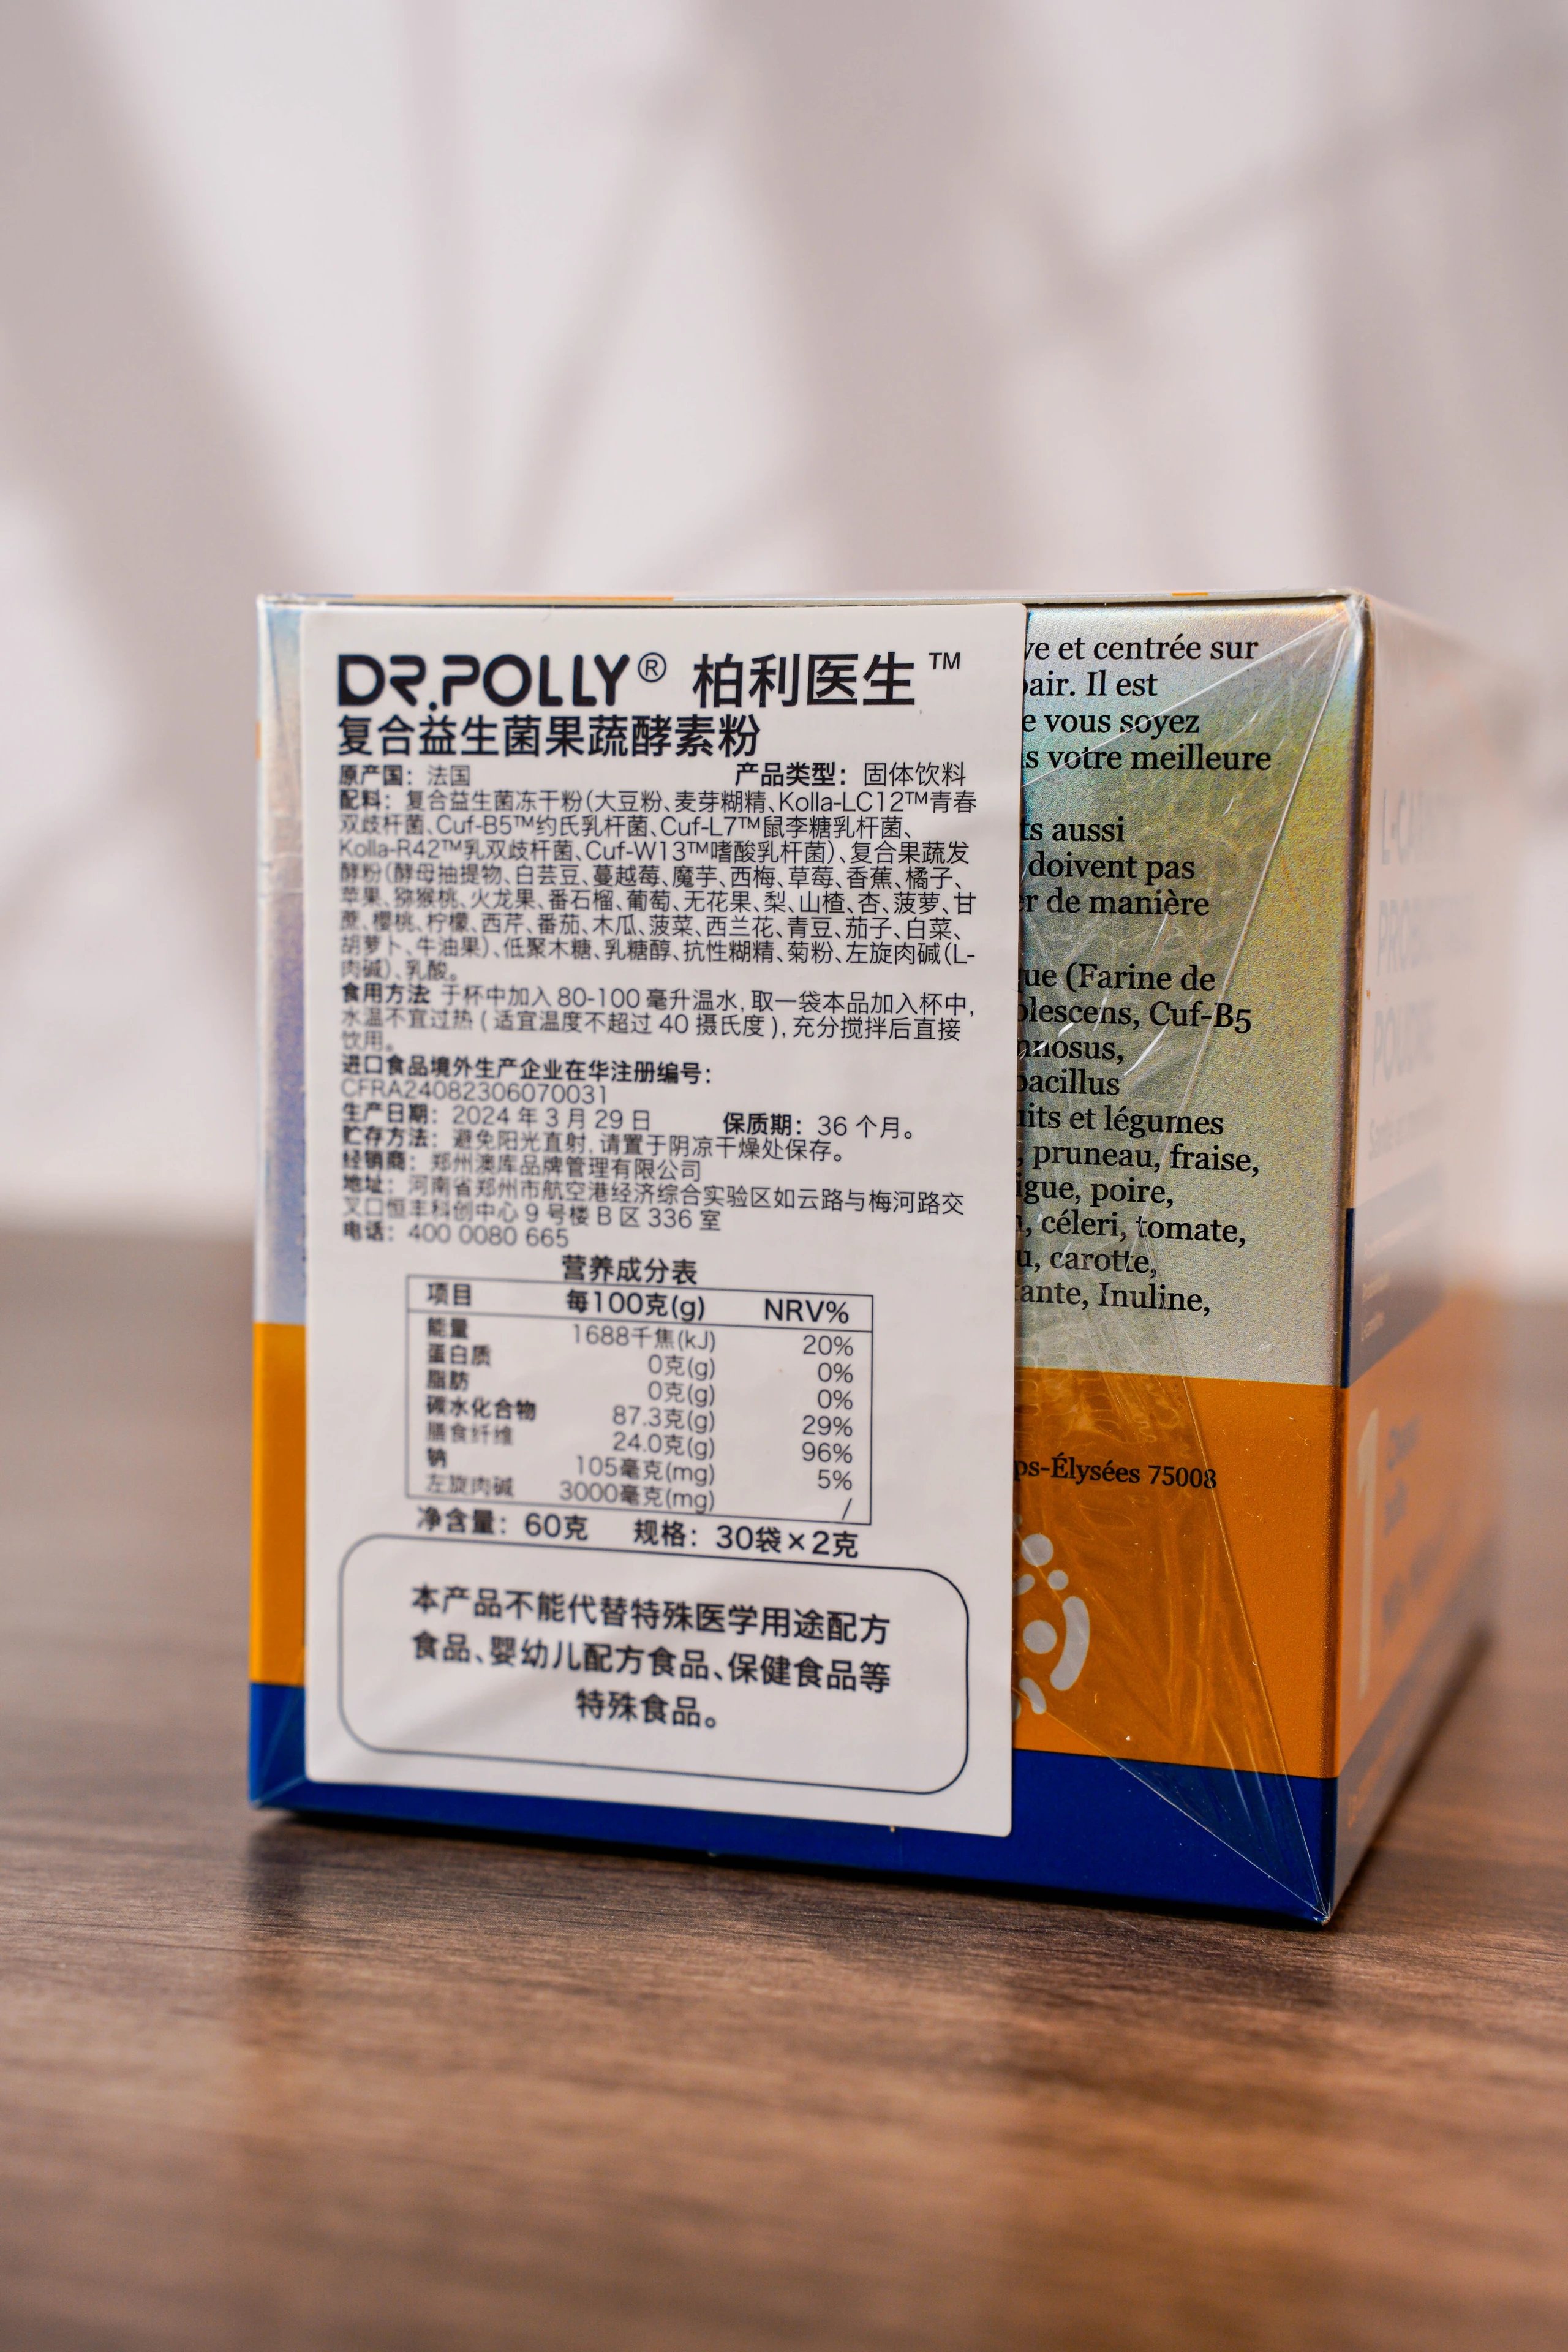 DR.POLLY® 柏利医生™
复合益生菌果蔬酵素粉
原产国：法国 产品类型：固体饮料
配料：复合益生菌冻干粉(大豆粉、麦芽糊精、Kolla-LC12™青春
双歧杆菌、Cuf-B5™约氏乳杆菌、Cuf-L7™鼠李糖乳杆菌、
Kolla-R42™乳双歧杆菌、Cuf-W13™嗜酸乳杆菌)、复合果蔬发
酵粉(酵母抽提物、白芸豆、蔓越莓、魔芋、西梅、草莓、香蕉、橘子、
苹果、猕猴桃、火龙果、番石榴、葡萄、无花果、梨、山楂、杏、菠萝、甘
蔗、樱桃、柠檬、西芹、番茄、木瓜、菠菜、西兰花、青豆、茄子、白菜、
胡萝卜、牛油果)、低聚木糖、乳糖醇、抗性糊精、菊粉、左旋肉碱(L-
肉碱)、乳酸。
食用方法 于杯中加入 80-100 毫升温水, 取一袋本品加入杯中,
水温不宜过热 ( 适宜温度不超过 40 摄氏度 ), 充分搅拌后直接
饮用。
进口食品境外生产企业在华注册编号：
CFRA24082306070031
生产日期：2024 年 3 月 29 日 保质期：36 个月。
贮存方法：避免阳光直射, 请置于阴凉干燥处保存。
经销商：郑州澳库品牌管理有限公司
地址：河南省郑州市航空港经济综合实验区如云路与梅河路交
叉口恒丰科创中心 9 号楼 B 区 336 室
电话：400 0080 665
营养成分表
项目 每100克(g) NRV%
能量 1688千焦(kJ) 20%
蛋白质 0克(g) 0%
脂肪 0克(g) 0%
碳水化合物 87.3克(g) 29%
膳食纤维 24.0克(g) 96%
钠 105毫克(mg) 5%
左旋肉碱 3000毫克(mg) /
净含量：60克 规格：30袋×2克
本产品不能代替特殊医学用途配方
食品、婴幼儿配方食品、保健食品等
特殊食品。
ve et centrée sur
air. Il est
e vous soyez
s votre meilleure
ts aussi
doivent pas
r de manière
ue (Farine de
olescens, Cuf-B5
nnosus,
bacillus
uits et légumes
, pruneau, fraise,
igue, poire,
, céleri, tomate,
u, carotte,
tante, Inuline,
ps-Élysées 75008